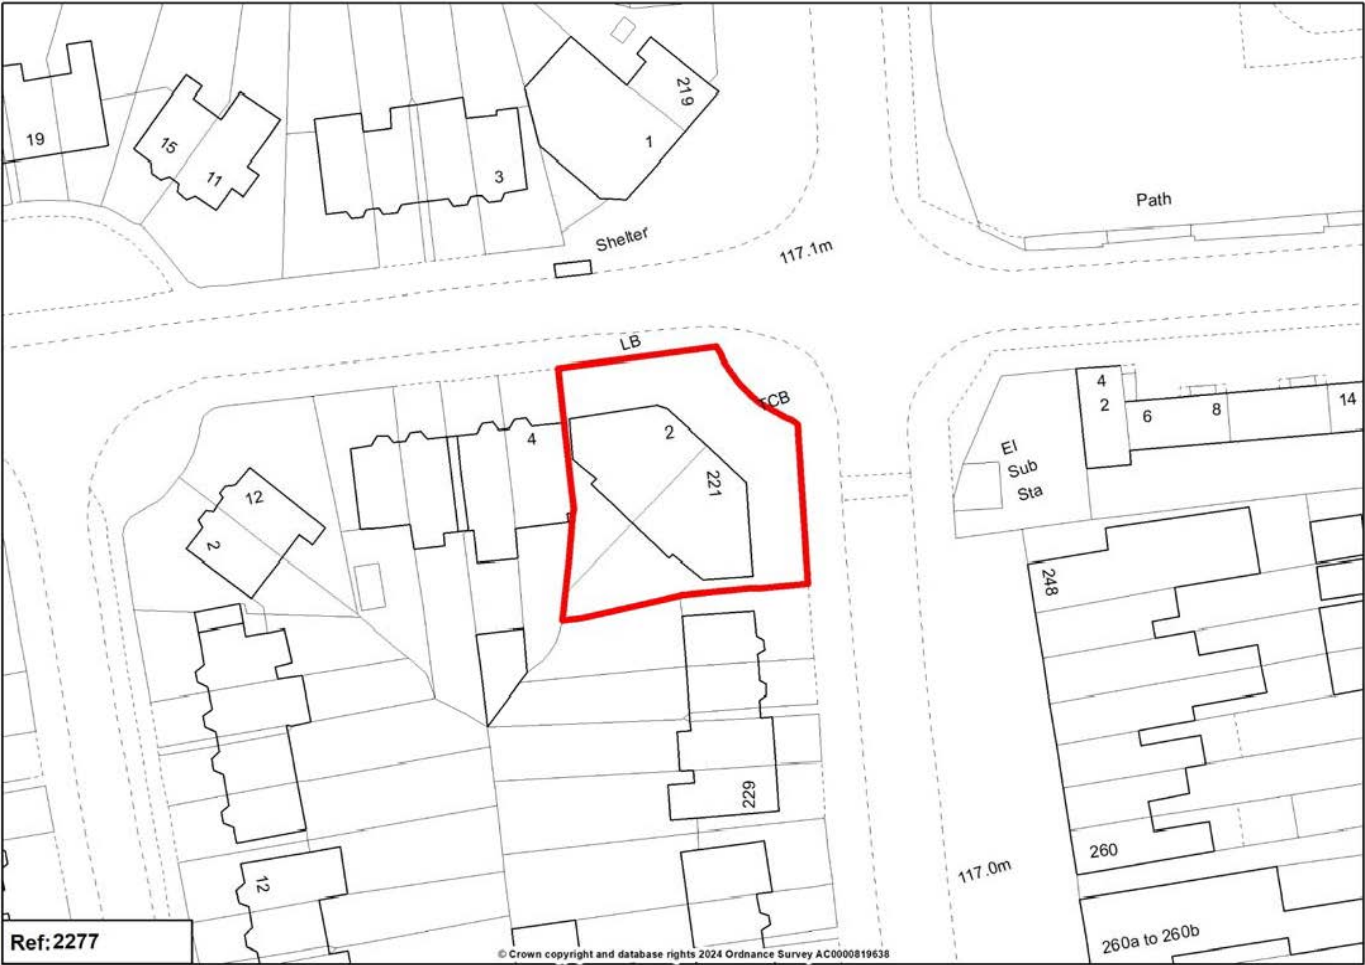 219
19
15
11
3
1
Path
Shelter
117.1m
LB
TCB
4
2
6
8
14
2
4
221
El
Sub
Sta
12
2
248
229
260
12
117.0m
260a to 260b
Ref:2277
© Crown copyright and database rights 2024 Ordnance Survey AC0000819638